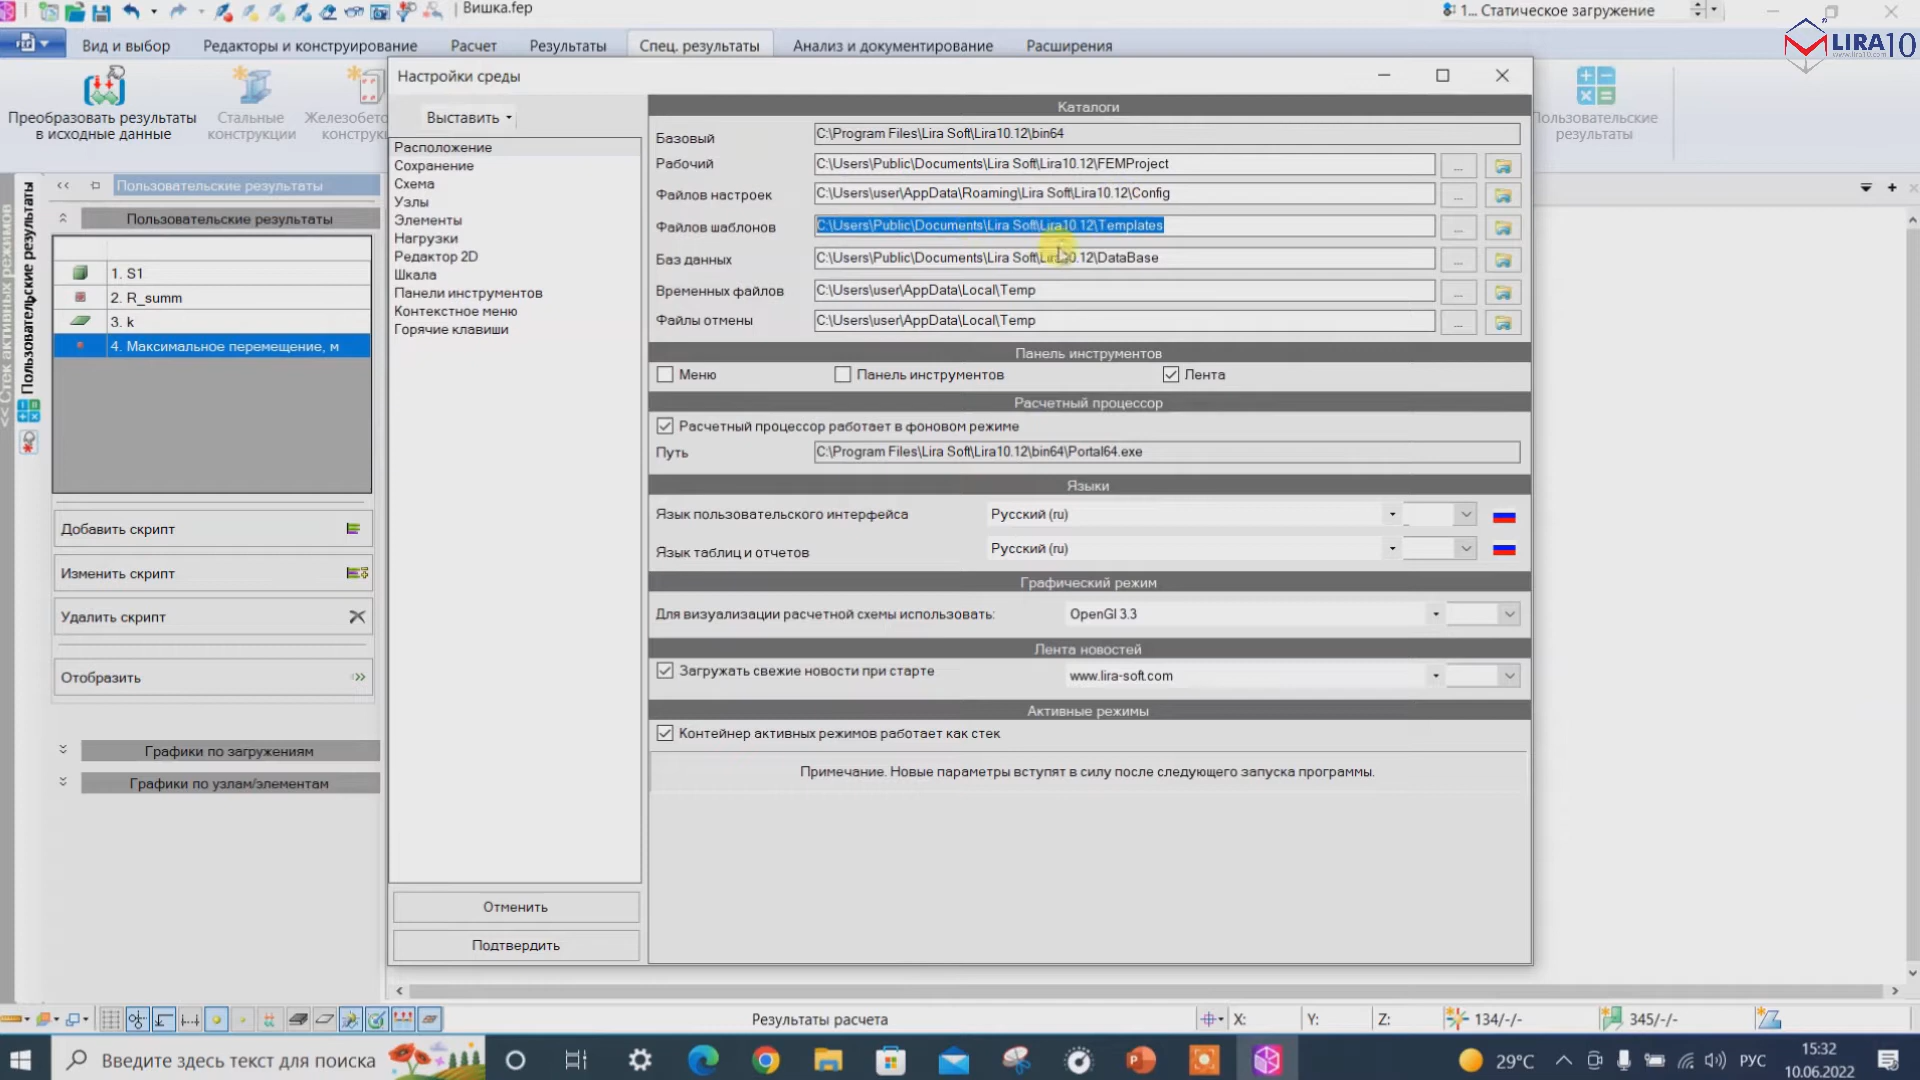 Вишка.fep
1... Статическое загружение
LIRA10
www.lira10.com
Вид и выбор
Редакторы и конструирование
Расчет
Результаты
Спец. результаты
Анализ и документирование
Расширения
Преобразовать результаты
в исходные данные
Стальные
конструкции
Железобето
конструкц
Пользовательские
результаты
Настройки среды
Выставить
Расположение
Сохранение
Схема
Узлы
Элементы
Нагрузки
Редактор 2D
Шкала
Панели инструментов
Контекстное меню
Горячие клавиши
Отменить
Подтвердить
Каталоги
Базовый C:\Program Files\Lira Soft\Lira10.12\bin64
Рабочий C:\Users\Public\Documents\Lira Soft\Lira10.12\FEMProject ...
Файлов настроек C:\Users\user\AppData\Roaming\Lira Soft\Lira10.12\Config ...
Файлов шаблонов C:\Users\Public\Documents\Lira Soft\Lira10.12\Templates ...
Баз данных C:\Users\Public\Documents\Lira Soft\Lira10.12\DataBase ...
Временных файлов C:\Users\user\AppData\Local\Temp ...
Файлы отмены C:\Users\user\AppData\Local\Temp ...
Панель инструментов
Меню Панель инструментов Лента
Расчетный процессор
Расчетный процессор работает в фоновом режиме
Путь C:\Program Files\Lira Soft\Lira10.12\bin64\Portal64.exe
Языки
Язык пользовательского интерфейса Русский (ru)
Язык таблиц и отчетов Русский (ru)
Графический режим
Для визуализации расчетной схемы использовать: OpenGl 3.3
Лента новостей
Загружать свежие новости при старте www.lira-soft.com
Активные режимы
Контейнер активных режимов работает как стек
Примечание. Новые параметры вступят в силу после следующего запуска программы.
<< Стек активных режимов
Пользовательские результаты
Пользовательские результаты
Пользовательские результаты
1. S1
2. R_summ
3. k
4. Максимальное перемещение, м
Добавить скрипт
Изменить скрипт
Удалить скрипт
Отобразить
Графики по загружениям
Графики по узлам/элементам
Результаты расчета
X: Y: Z: 134/-/- 345/-/-
Введите здесь текст для поиска
29°C
РУС
15:32
10.06.2022